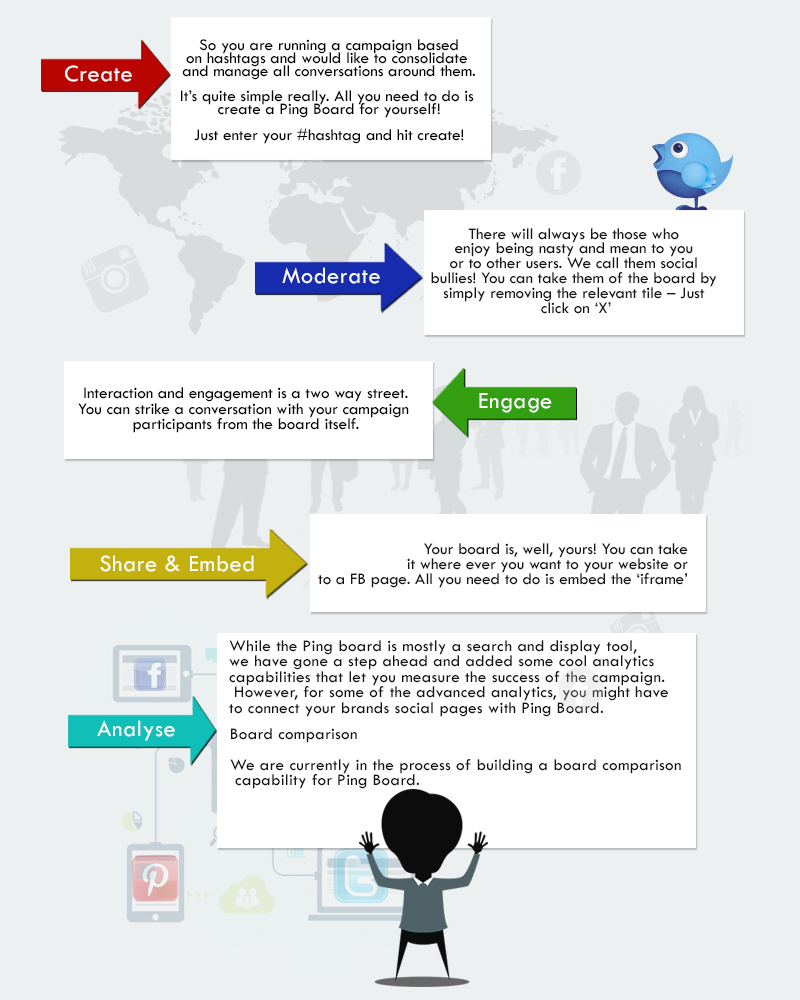 Create
So you are running a campaign based
on hashtags and would like to consolidate
and manage all conversations around them.
It's quite simple really. All you need to do is
create a Ping Board for yourself!
Just enter your #hashtag and hit create!
Moderate
There will always be those who
enjoy being nasty and mean to you
or to other users. We call them social
bullies! You can take them of the board by
simply removing the relevant tile – Just
click on ‘X’
Interaction and engagement is a two way street.
You can strike a conversation with your campaign
participants from the board itself.
Engage
Share & Embed
Your board is, well, yours! You can take
it where ever you want to your website or
to a FB page. All you need to do is embed the ‘iframe’
Analyse
While the Ping board is mostly a search and display tool,
we have gone a step ahead and added some cool analytics
capabilities that let you measure the success of the campaign.
However, for some of the advanced analytics, you might have
to connect your brands social pages with Ping Board.
Board comparison
We are currently in the process of building a board comparison
capability for Ping Board.